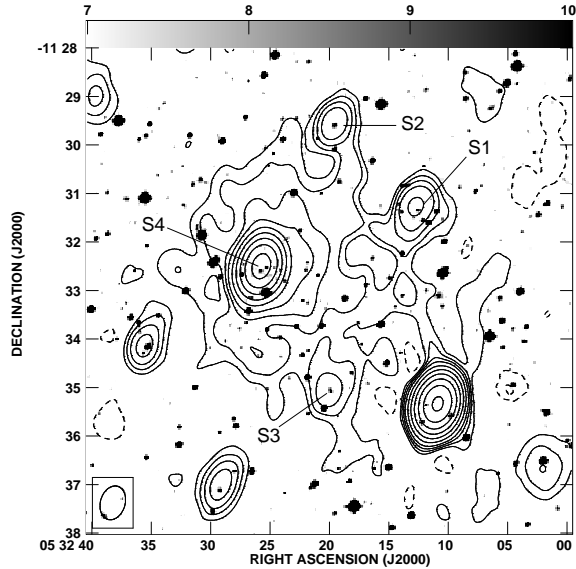 7 8 9 10
-11 28
29
30
31
32
33
34
35
36
37
38
S2
S1
S4
S3
DECLINATION (J2000)
05 32 40 35 30 25 20 15 10 05 00
RIGHT ASCENSION (J2000)